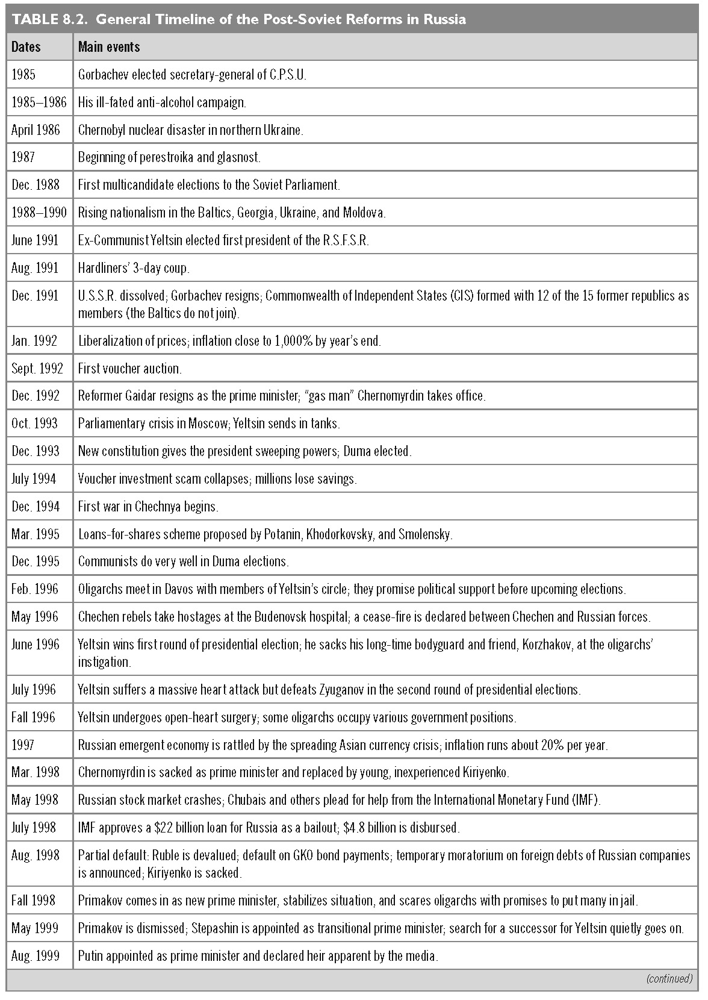 TABLE 8.2. General Timeline of the Post-Soviet Reforms in Russia
Dates Main events
1985 Gorbachev elected secretary-general of C.P.S.U.
1985–1986 His ill-fated anti-alcohol campaign.
April 1986 Chernobyl nuclear disaster in northern Ukraine.
1987 Beginning of perestroika and glasnost.
Dec. 1988 First multicandidate elections to the Soviet Parliament.
1988–1990 Rising nationalism in the Baltics, Georgia, Ukraine, and Moldova.
June 1991 Ex-Communist Yeltsin elected first president of the R.S.F.S.R.
Aug. 1991 Hardliners’ 3-day coup.
Dec. 1991 U.S.S.R. dissolved; Gorbachev resigns; Commonwealth of Independent States (CIS) formed with 12 of the 15 former republics as
members (the Baltics do not join).
Jan. 1992 Liberalization of prices; inflation close to 1,000% by year’s end.
Sept. 1992 First voucher auction.
Dec. 1992 Reformer Gaidar resigns as the prime minister; “gas man” Chernomyrdin takes office.
Oct. 1993 Parliamentary crisis in Moscow; Yeltsin sends in tanks.
Dec. 1993 New constitution gives the president sweeping powers; Duma elected.
July 1994 Voucher investment scam collapses; millions lose savings.
Dec. 1994 First war in Chechnya begins.
Mar. 1995 Loans-for-shares scheme proposed by Potanin, Khodorkovsky, and Smolensky.
Dec. 1995 Communists do very well in Duma elections.
Feb. 1996 Oligarchs meet in Davos with members of Yeltsin’s circle; they promise political support before upcoming elections.
May 1996 Chechen rebels take hostages at the Budenovsk hospital; a cease-fire is declared between Chechen and Russian forces.
June 1996 Yeltsin wins first round of presidential election; he sacks his long-time bodyguard and friend, Korzhakov, at the oligarchs’
instigation.
July 1996 Yeltsin suffers a massive heart attack but defeats Zyuganov in the second round of presidential elections.
Fall 1996 Yeltsin undergoes open-heart surgery; some oligarchs occupy various government positions.
1997 Russian emergent economy is rattled by the spreading Asian currency crisis; inflation runs about 20% per year.
Mar. 1998 Chernomyrdin is sacked as prime minister and replaced by young, inexperienced Kiriyenko.
May 1998 Russian stock market crashes; Chubais and others plead for help from the International Monetary Fund (IMF).
July 1998 IMF approves a $22 billion loan for Russia as a bailout; $4.8 billion is disbursed.
Aug. 1998 Partial default: Ruble is devalued; default on GKO bond payments; temporary moratorium on foreign debts of Russian companies
is announced; Kiriyenko is sacked.
Fall 1998 Primakov comes in as new prime minister, stabilizes situation, and scares oligarchs with promises to put many in jail.
May 1999 Primakov is dismissed; Stepashin is appointed as transitional prime minister; search for a successor for Yeltsin quietly goes on.
Aug. 1999 Putin appointed as prime minister and declared heir apparent by the media.
(continued)